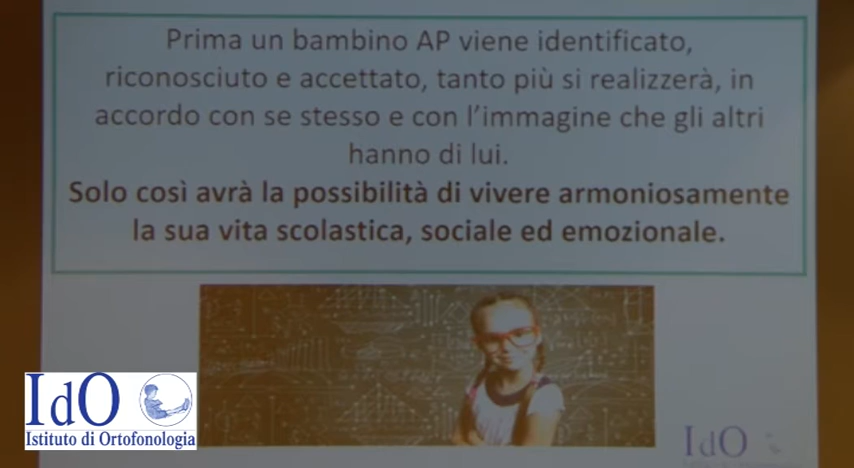 Prima un bambino AP viene identificato,
riconosciuto e accettato, tanto più si realizzerà, in
accordo con se stesso e con l'immagine che gli altri
hanno di lui.
Solo così avrà la possibilità di vivere armoniosamente
la sua vita scolastica, sociale ed emozionale.
IdO
Istituto di Ortofonologia
IdO